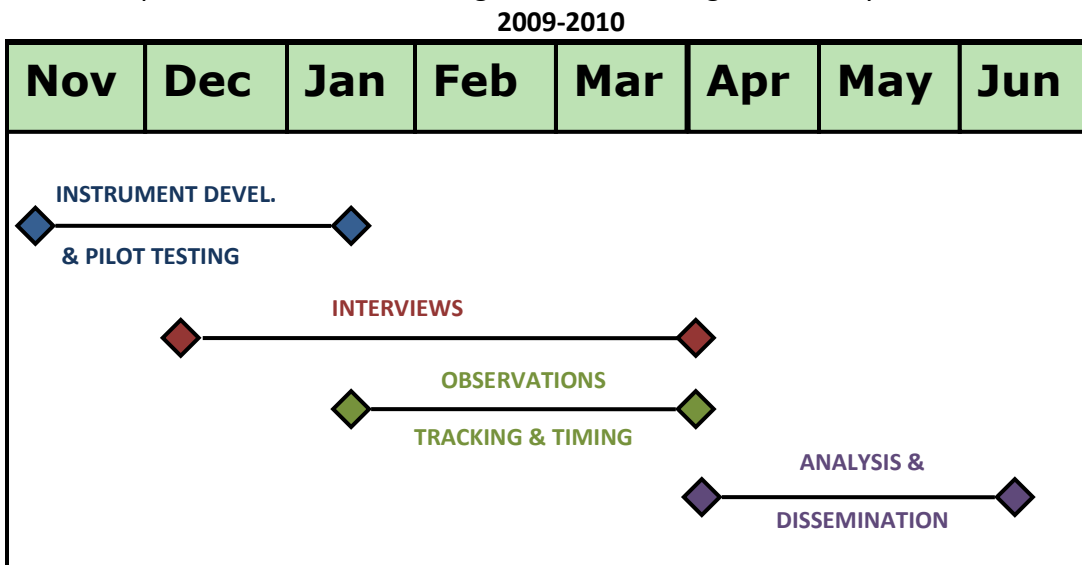 2009-2010
Nov Dec Jan Feb Mar Apr May Jun
INSTRUMENT DEVEL.
& PILOT TESTING
INTERVIEWS
OBSERVATIONS
TRACKING & TIMING
ANALYSIS &
DISSEMINATION